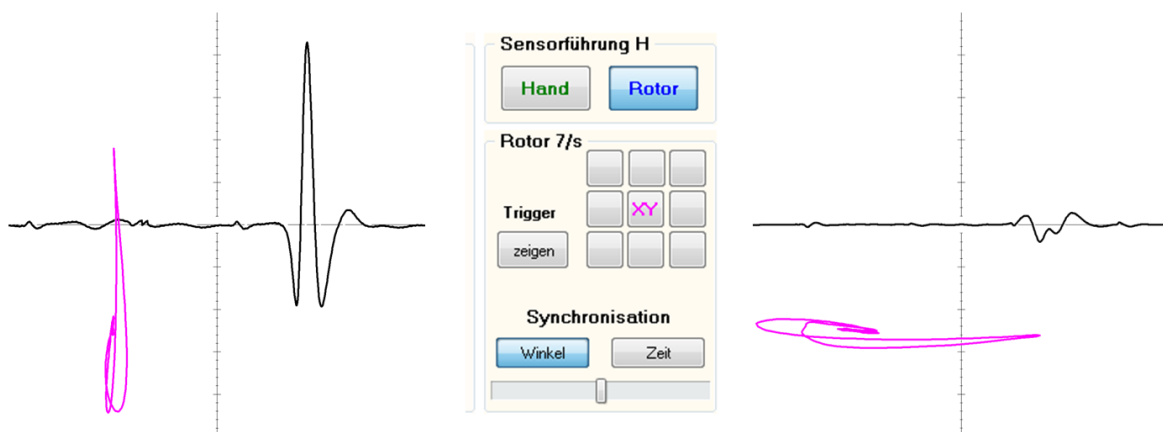 Sensorführung H
Hand Rotor
Rotor 7/s
XY
Trigger
zeigen
Synchronisation
Winkel Zeit